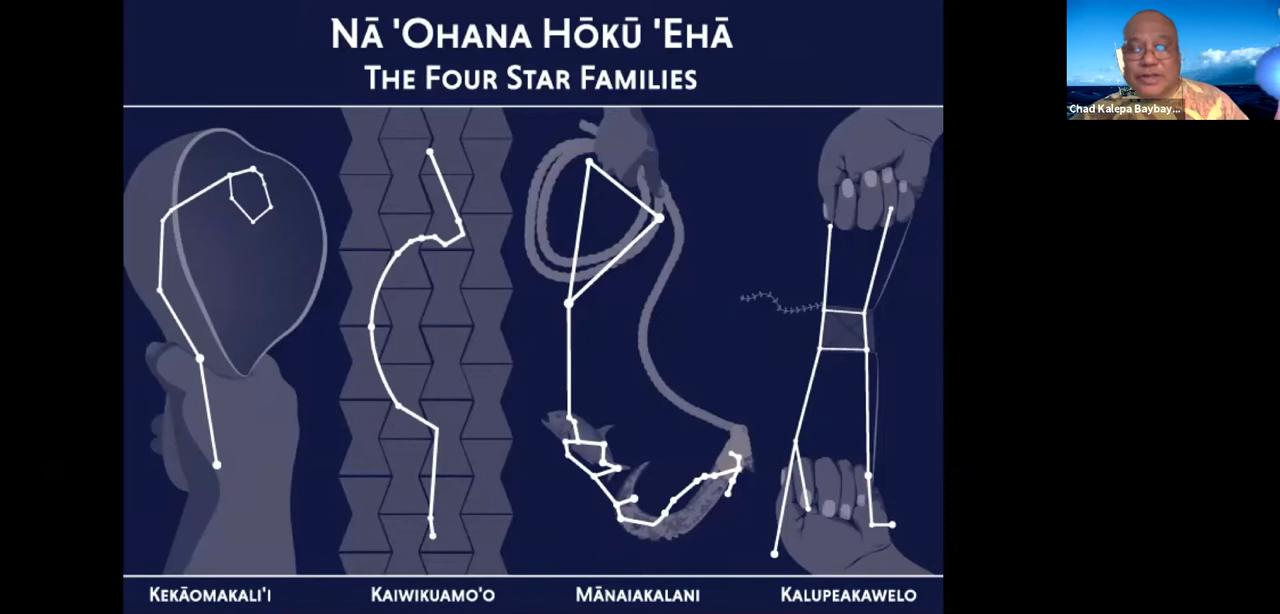 Nā 'Ohana Hōkū 'Ehā
The Four Star Families
Chad Kalepa Baybay...
Kekāomakali'i
Kaiwikuamo'o
Mānaiakalani
Kalupeakawelo